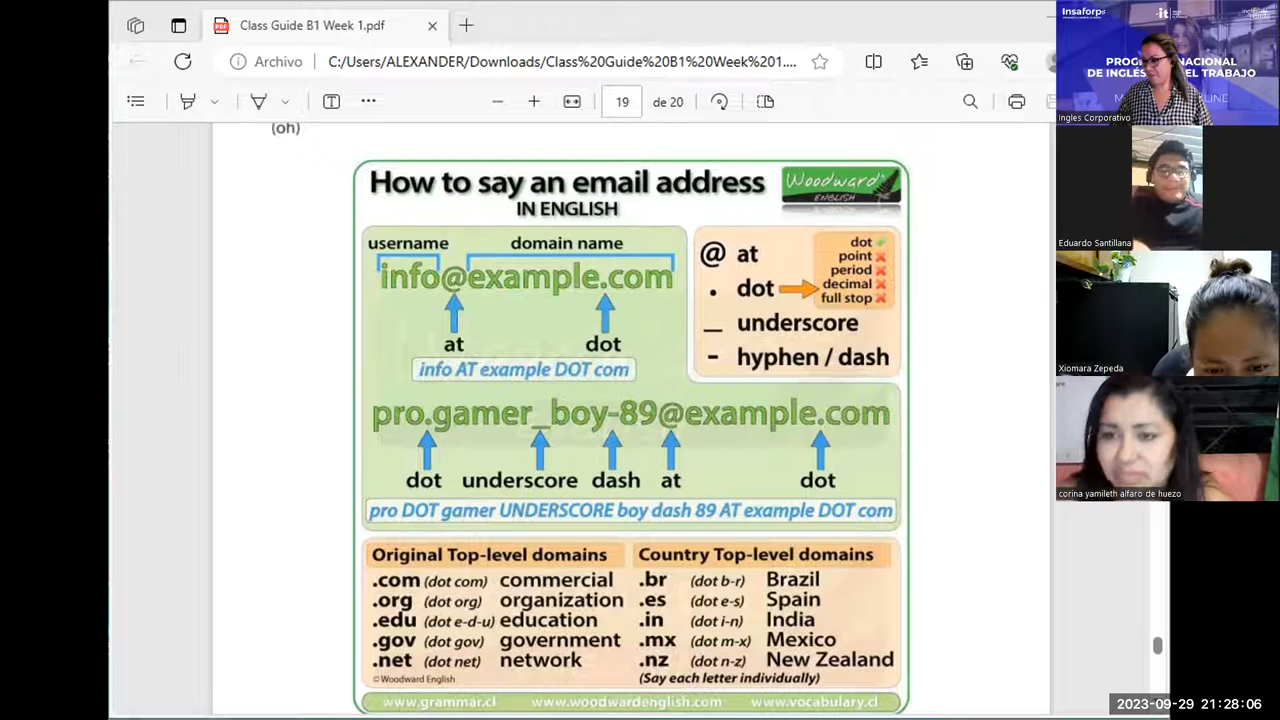 Class Guide B1 Week 1.pdf
Archivo
C:/Users/ALEXANDER/Downloads/Class%20Guide%20B1%20Week%201....
19
de 20
(oh)
How to say an email address
IN ENGLISH
Woodward
ENGLISH
username
domain name
info@example.com
at
dot
info AT example DOT com
@ at
. dot
_ underscore
- hyphen / dash
dot
point
period
decimal
full stop
pro.gamer_boy-89@example.com
dot underscore dash at dot
pro DOT gamer UNDERSCORE boy dash 89 AT example DOT com
Original Top-level domains
.com (dot com) commercial
.org (dot org) organization
.edu (dot e-d-u) education
.gov (dot gov) government
.net (dot net) network
© Woodward English
Country Top-level domains
.br (dot b-r) Brazil
.es (dot e-s) Spain
.in (dot i-n) India
.mx (dot m-x) Mexico
.nz (dot n-z) New Zealand
(Say each letter individually)
www.grammar.cl www.woodwardenglish.com www.vocabulary.cl
Insaforp
Ingles Corporativo
Eduardo Santillana
Xiomara Zepeda
corina yamileth alfaro de huezo
2023-09-29 21:28:06